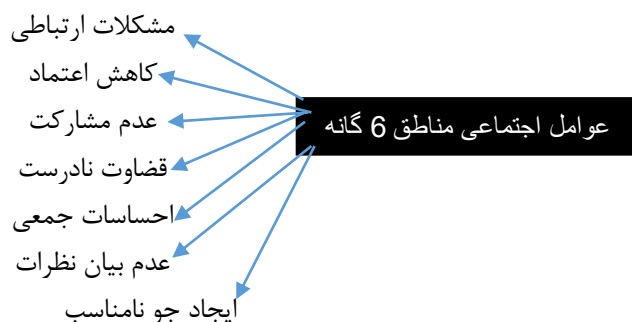 مشکلات ارتباطی
کاهش اعتماد
عوامل اجتماعی مناطق 6 گانه
عدم مشارکت
قضاوت نادرست
احساسات جمعی
عدم بیان نظرات
ایجاد جو نامناسب